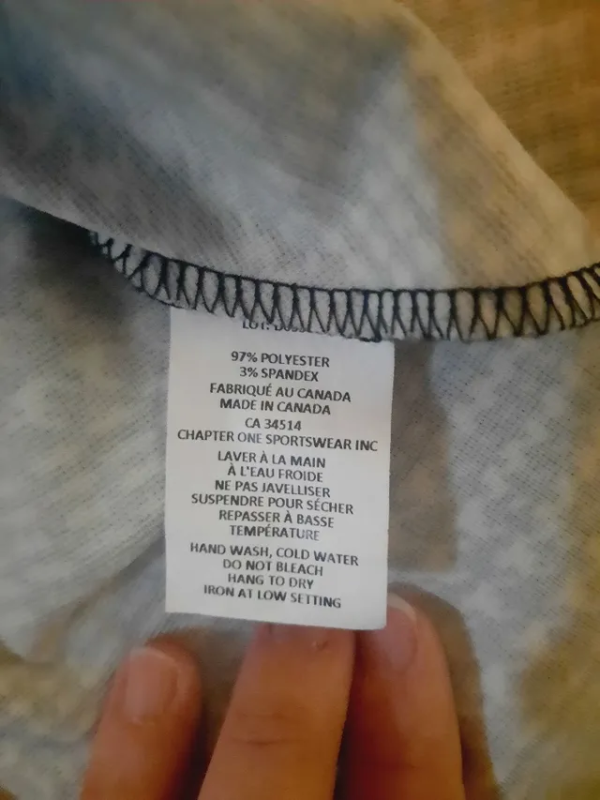 LOT:
97% POLYESTER
3% SPANDEX
FABRIQUÉ AU CANADA
MADE IN CANADA
CA 34514
CHAPTER ONE SPORTSWEAR INC
LAVER À LA MAIN
À L'EAU FROIDE
NE PAS JAVELLISER
SUSPENDRE POUR SÉCHER
REPASSER À BASSE
TEMPÉRATURE
HAND WASH, COLD WATER
DO NOT BLEACH
HANG TO DRY
IRON AT LOW SETTING